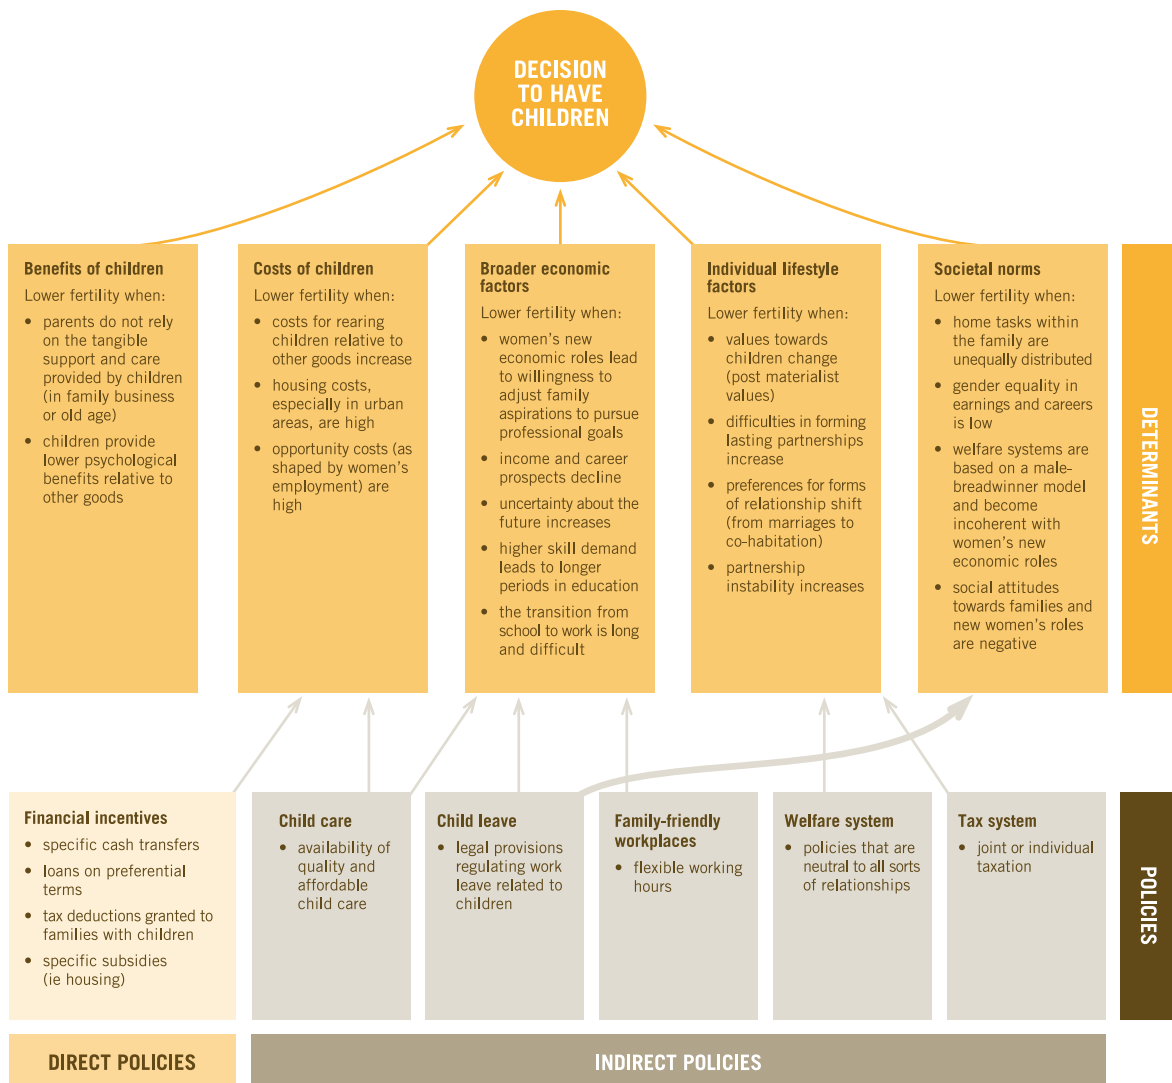 DECISION
TO HAVE
CHILDREN
Benefits of children
Lower fertility when:
• parents do not rely
on the tangible
support and care
provided by children
(in family business
or old age)
• children provide
lower psychological
benefits relative to
other goods
Costs of children
Lower fertility when:
• costs for rearing
children relative to
other goods increase
• housing costs,
especially in urban
areas, are high
• opportunity costs (as
shaped by women's
employment) are
high
Broader economic
factors
Lower fertility when:
• women's new
economic roles lead
to willingness to
adjust family
aspirations to pursue
professional goals
• income and career
prospects decline
• uncertainty about the
future increases
• higher skill demand
leads to longer
periods in education
• the transition from
school to work is long
and difficult
Individual lifestyle
factors
Lower fertility when:
• values towards
children change
(post materialist
values)
• difficulties in forming
lasting partnerships
increase
• preferences for forms
of relationship shift
(from marriages to
co-habitation)
• partnership
instability increases
Societal norms
Lower fertility when:
• home tasks within
the family are
unequally distributed
• gender equality in
earnings and careers
is low
• welfare systems are
based on a male-
breadwinner model
and become
incoherent with
women's new
economic roles
• social attitudes
towards families and
new women's roles
are negative
DETERMINANTS
Financial incentives
• specific cash transfers
• loans on preferential
terms
• tax deductions granted to
families with children
• specific subsidies
(ie housing)
Child care
• availability of
quality and
affordable
child care
Child leave
• legal provisions
regulating work
leave related to
children
Family-friendly
workplaces
• flexible working
hours
Welfare system
• policies that are
neutral to all sorts
of relationships
Tax system
• joint or individual
taxation
POLICIES
DIRECT POLICIES
INDIRECT POLICIES